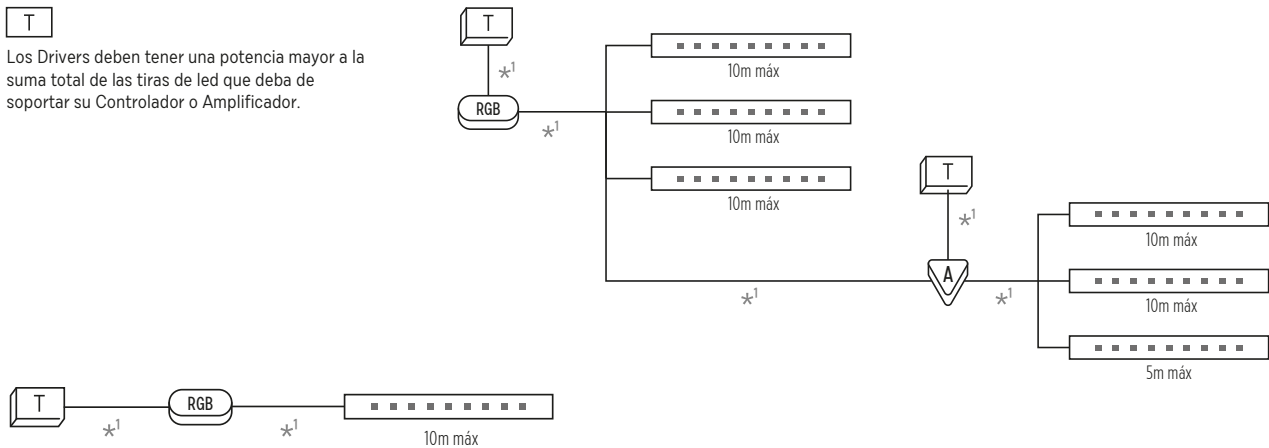 T
Los Drivers deben tener una potencia mayor a la
suma total de las tiras de led que deba de
soportar su Controlador o Amplificador.
T
*1
RGB
*1
10m máx
10m máx
10m máx
T
*1
*1
A
*1
10m máx
10m máx
5m máx
T
*1
RGB
*1
10m máx